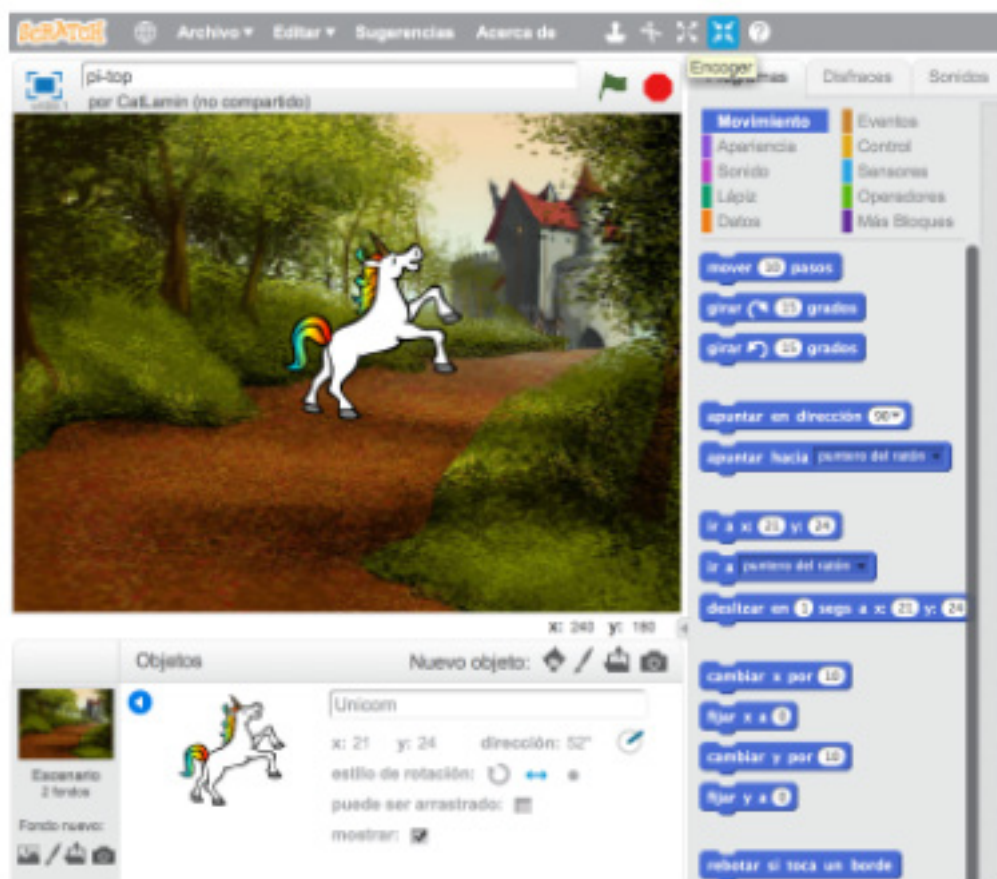 SCRATCH Archivo Editar Sugerencias Acerca de
Encoger
pi-top
por CatLamin (no compartido)
Programas Disfraces Sonidos
Movimiento Eventos
Apariencia Control
Sonido Sensores
Lápiz Operadores
Datos Más Bloques
mover 10 pasos
girar 15 grados
girar 15 grados
apuntar en dirección 90
apuntar hacia puntero del ratón
ir a x: 21 y: 24
ir a puntero del ratón
deslizar en 1 segs a x: 21 y: 24
cambiar x por 10
fijar x a 0
cambiar y por 10
fijar y a 0
rebotar si toca un borde
x: 240 y: 180
Objetos Nuevo objeto:
Unicorn
x: 21 y: 24 dirección: 52°
estilo de rotación:
puede ser arrastrado:
mostrar:
Escenario
2 fondos
Fondo nuevo: